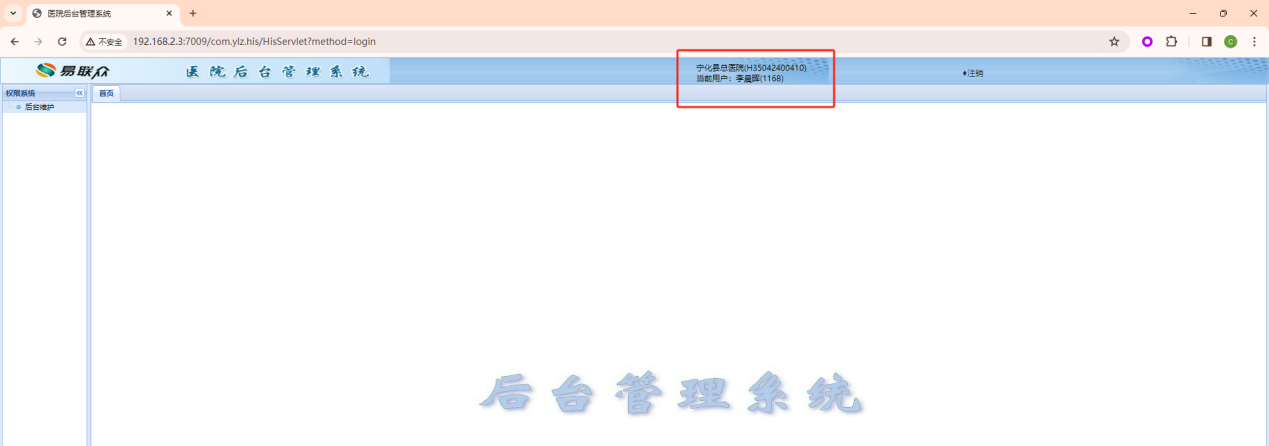 医院后台管理系统
不安全 192.168.2.3:7009/com.ylz.his/HisServlet?method=login
易联众 医院后台管理系统 宁化县总医院(H35042400410)
当前用户：李晨晖(1168) 注销
权限系统 首页
后台维护
后台管理系统